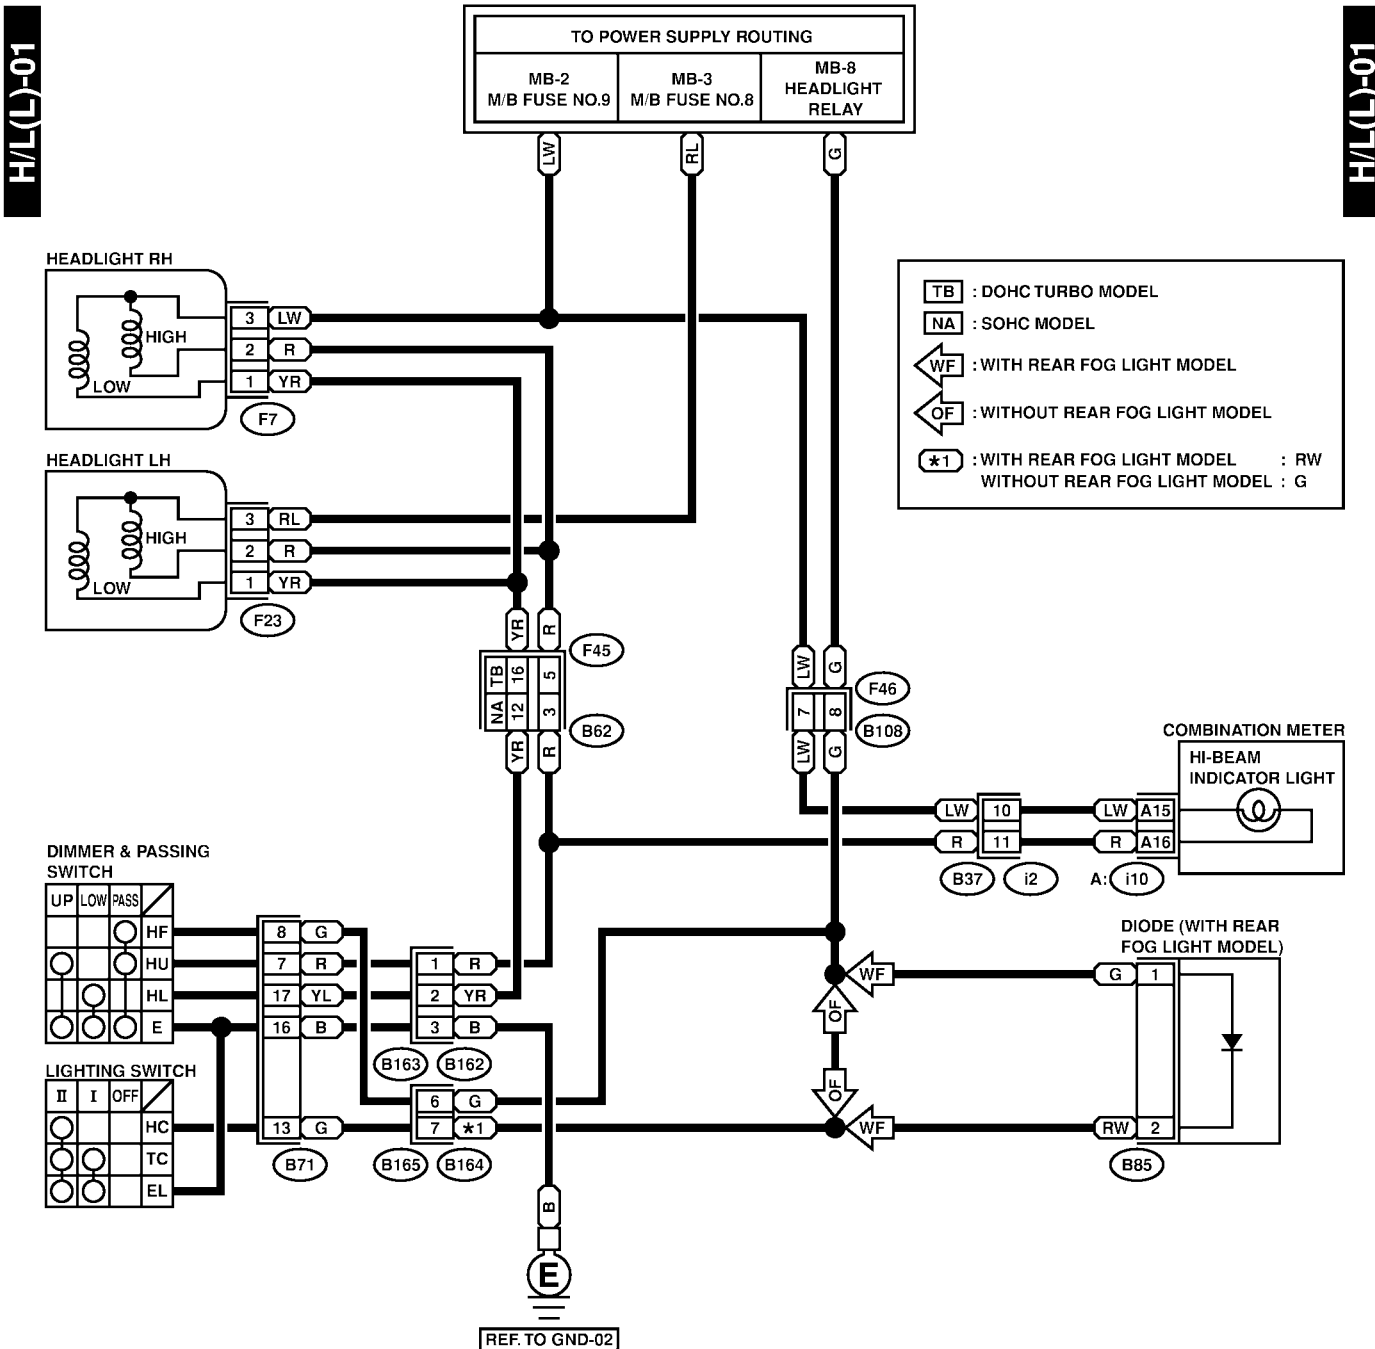 H/L(L)-01
H/L(L)-01
TO POWER SUPPLY ROUTING
MB-2
M/B FUSE NO.9
MB-3
M/B FUSE NO.8
MB-8
HEADLIGHT
RELAY
LW
RL
G
HEADLIGHT RH
HIGH
LOW
3 LW
2 R
1 YR
F7
TB : DOHC TURBO MODEL
NA : SOHC MODEL
WF : WITH REAR FOG LIGHT MODEL
OF : WITHOUT REAR FOG LIGHT MODEL
*1 : WITH REAR FOG LIGHT MODEL : RW
WITHOUT REAR FOG LIGHT MODEL : G
HEADLIGHT LH
HIGH
LOW
3 RL
2 R
1 YR
F23
YR R
F45
TB 16 5
NA 12 3
B62
YR R
LW G
F46
7 8
B108
LW G
COMBINATION METER
HI-BEAM
INDICATOR LIGHT
LW 10 LW A15
R 11 R A16
B37 i2 A: i10
DIMMER & PASSING
SWITCH
UP LOW PASS
HF 8 G
HU 7 R 1 R
HL 17 YL 2 YR
E 16 B 3 B
B163 B162
LIGHTING SWITCH
II I OFF
HC 13 G
TC
EL
B71
6 G
7 *1
B165 B164
DIODE (WITH REAR
FOG LIGHT MODEL)
WF G 1
OF
OF
WF RW 2
B85
B
E
REF. TO GND-02